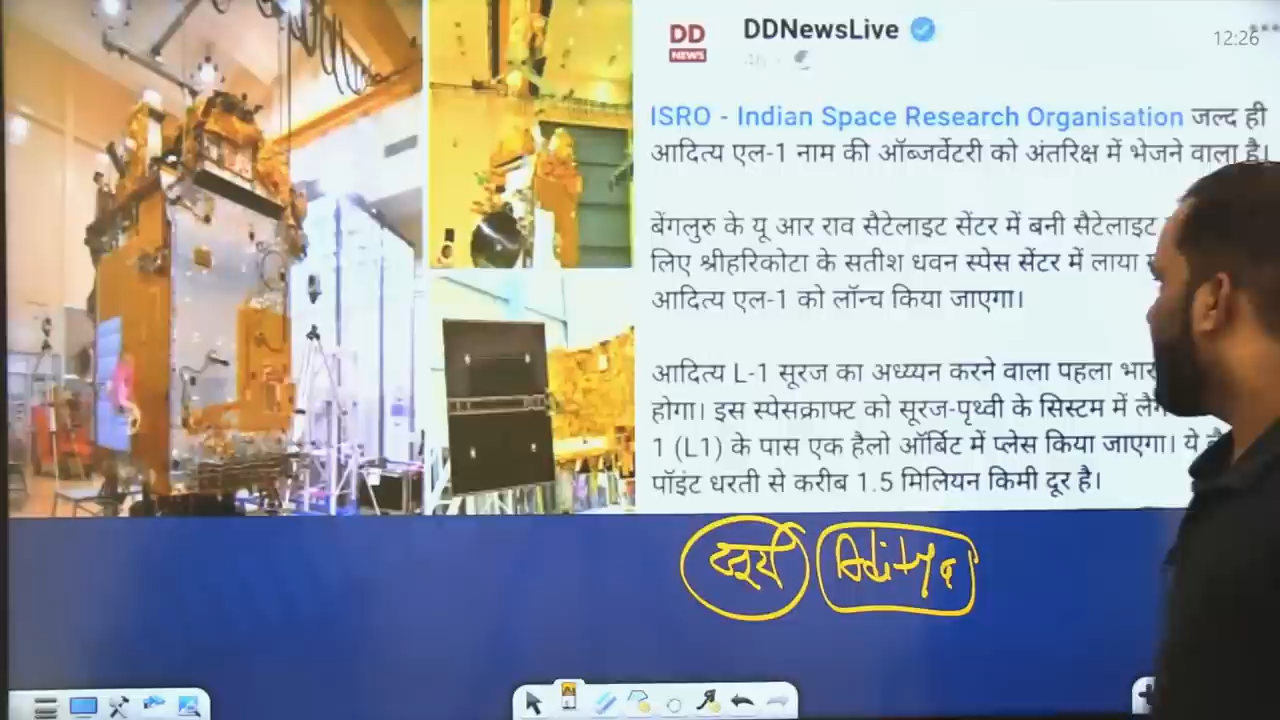 DD
NEWS
DDNewsLive
12:26
ISRO - Indian Space Research Organisation जल्द ही
आदित्य एल-1 नाम की ऑब्जर्वेटरी को अंतरिक्ष में भेजने वाला है।
बेंगलुरु के यू आर राव सैटेलाइट सेंटर में बनी सैटेलाइट
लिए श्रीहरिकोटा के सतीश धवन स्पेस सेंटर में लाया
आदित्य एल-1 को लॉन्च किया जाएगा।
आदित्य L-1 सूरज का अध्ययन करने वाला पहला
होगा। इस स्पेसक्राफ्ट को सूरज-पृथ्वी के सिस्टम में
1 (L1) के पास एक हैलो ऑर्बिट में प्लेस किया जाएगा। ये
पॉइंट धरती से करीब 1.5 मिलियन किमी दूर है।